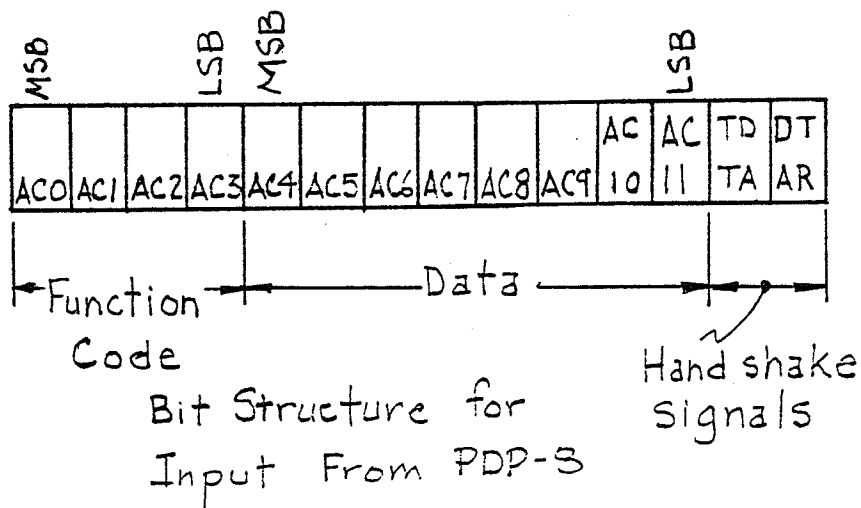 MSB LSB MSB LSB
AC0 AC1 AC2 AC3 AC4 AC5 AC6 AC7 AC8 AC9 AC 10 AC 11 TD TA DT AR
Function Code
Data
Hand shake
Signals
Bit Structure for
Input From PDP-8